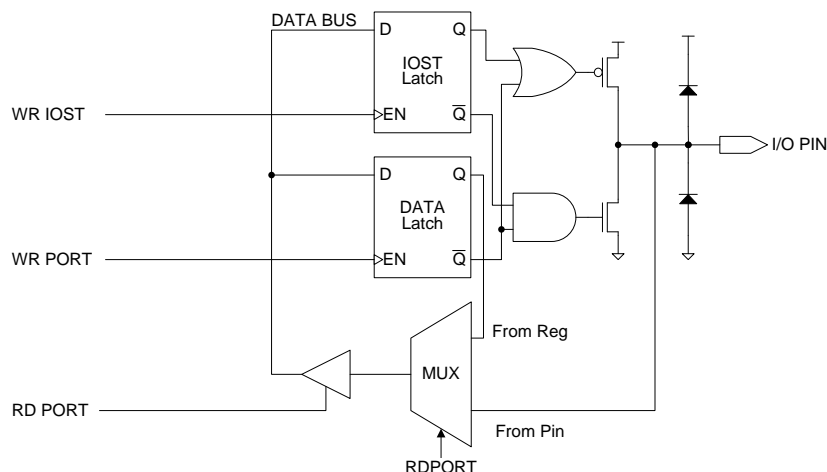 DATA BUS
D
Q
IOST
Latch
WR IOST
EN
Q
I/O PIN
D
Q
DATA
Latch
WR PORT
EN
Q
From Reg
MUX
RD PORT
From Pin
RDPORT